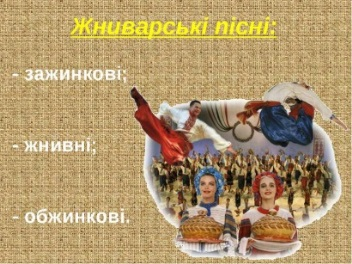 Жниварські пісні:
- зажинкові;
- жнивні;
- обжинкові.